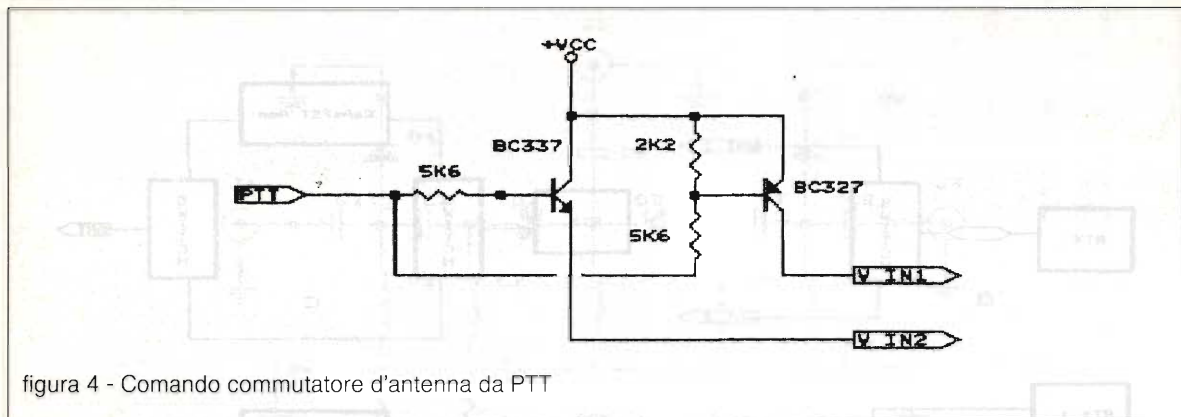 +VCC
BC337
2K2
5K6
PTT
BC327
5K6
V IN1
V IN2
figura 4 - Comando commutatore d'antenna da PTT